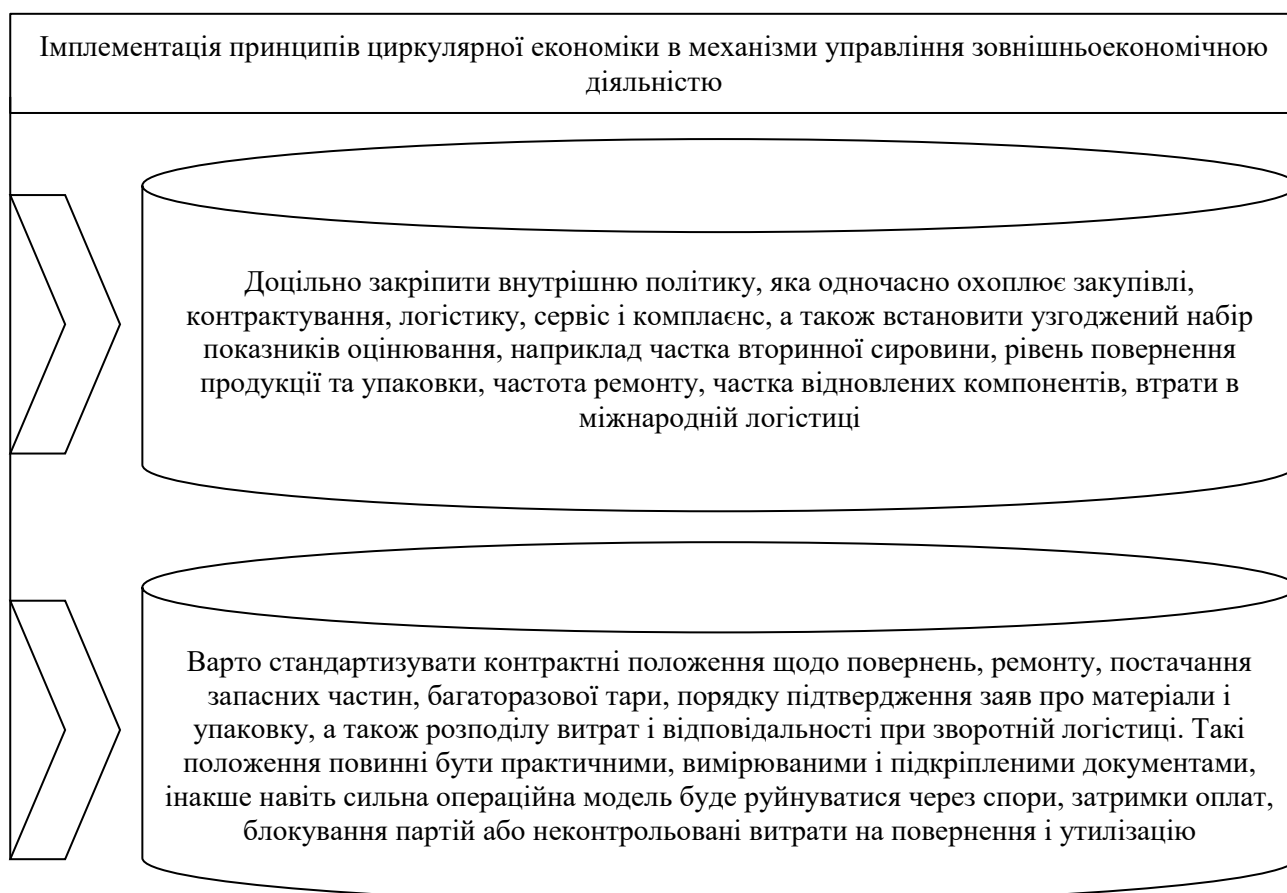 Імплементація принципів циркулярної економіки в механізми управління зовнішньоекономічною
діяльністю
Доцільно закріпити внутрішню політику, яка одночасно охоплює закупівлі,
контрактування, логістику, сервіс і комплаєнс, а також встановити узгоджений набір
показників оцінювання, наприклад частка вторинної сировини, рівень повернення
продукції та упаковки, частота ремонту, частка відновлених компонентів, втрати в
міжнародній логістиці
Варто стандартизувати контрактні положення щодо повернень, ремонту, постачання
запасних частин, багаторазової тари, порядку підтвердження заяв про матеріали і
упаковку, а також розподілу витрат і відповідальності при зворотній логістиці. Такі
положення повинні бути практичними, вимірюваними і підкріпленими документами,
інакше навіть сильна операційна модель буде руйнуватися через спори, затримки оплат,
блокування партій або неконтрольовані витрати на повернення і утилізацію